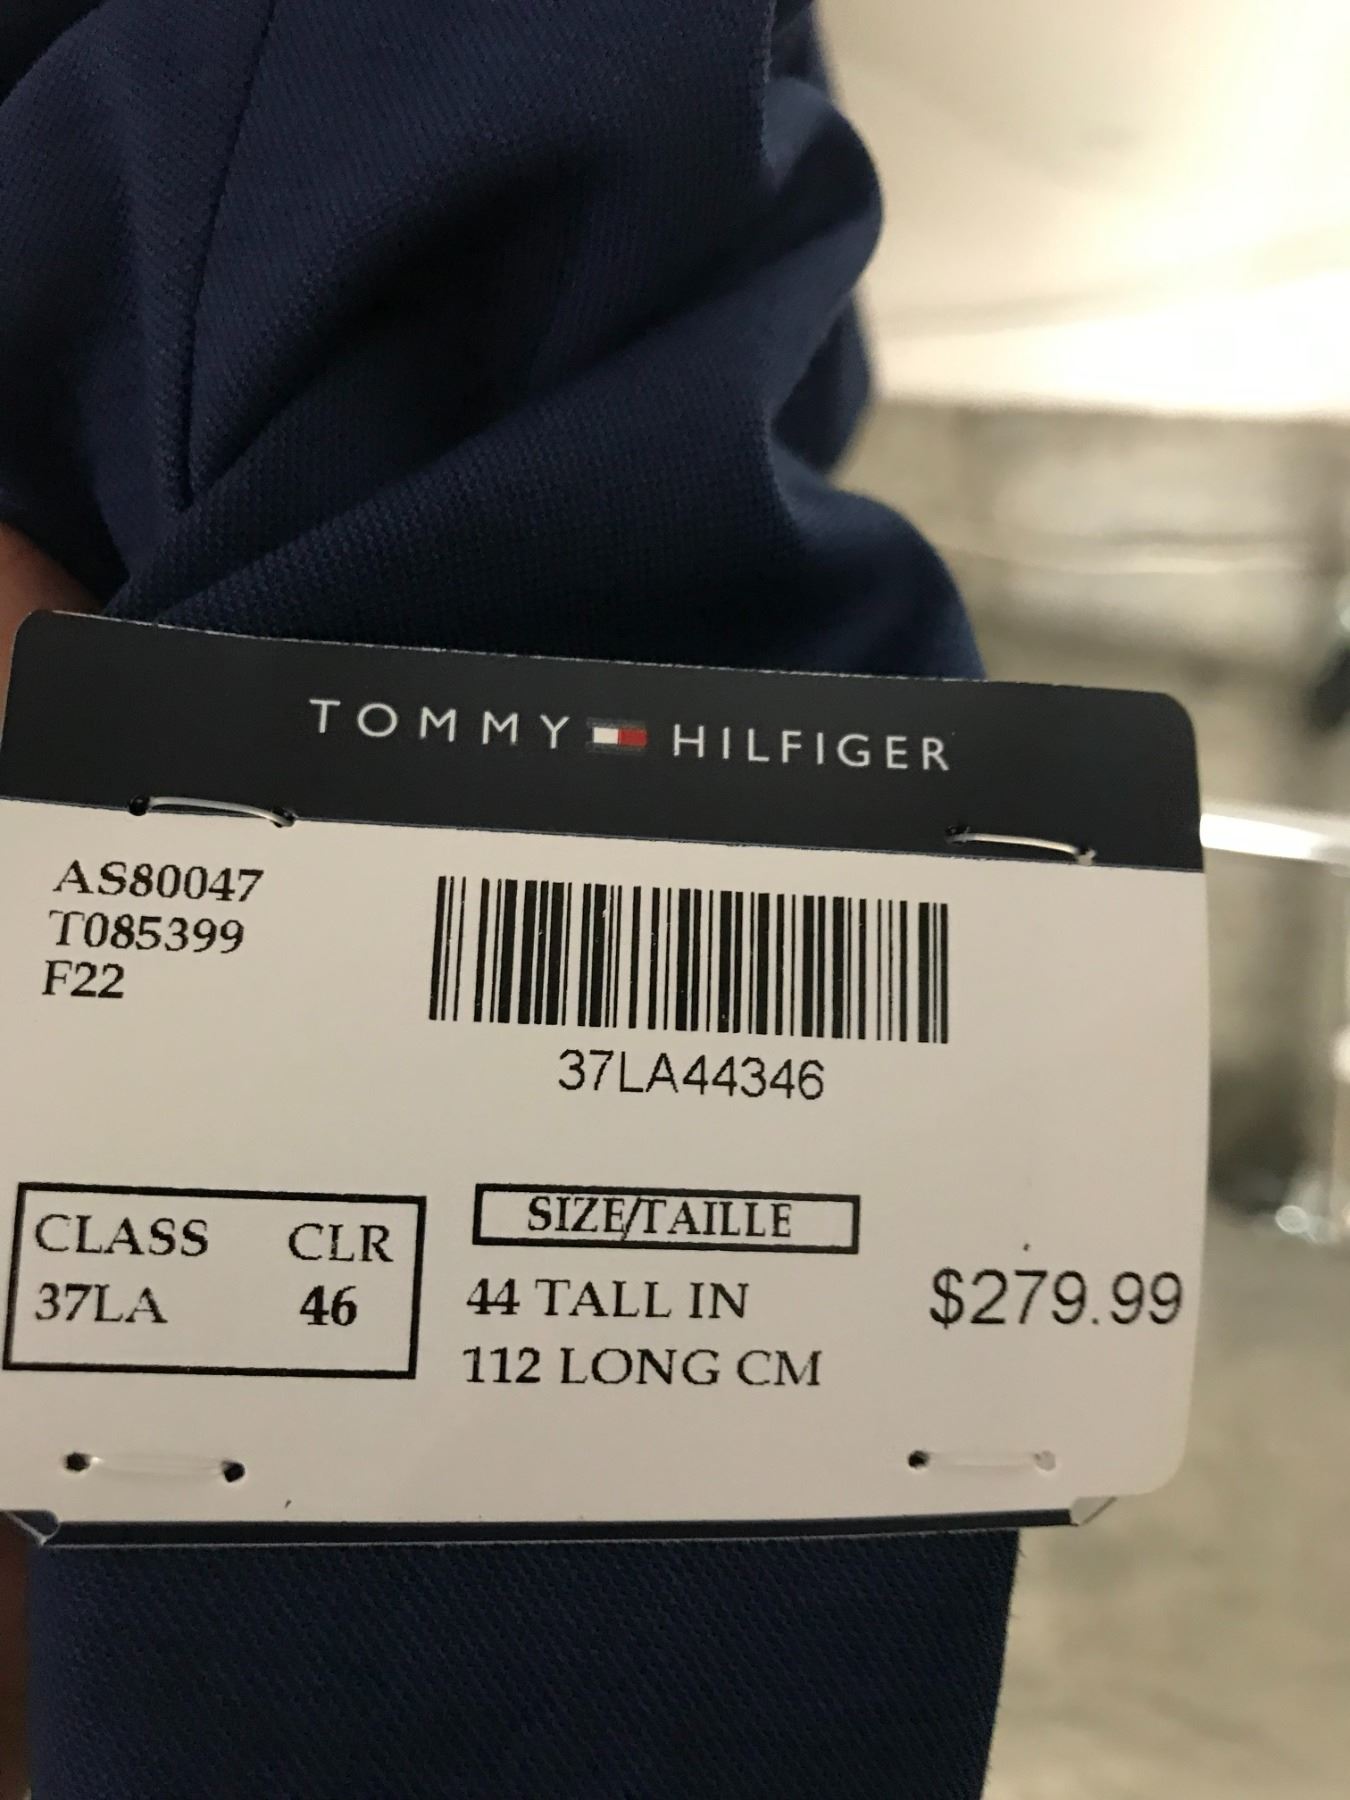 TOMMY HILFIGER
AS80047
T085399
F22
37LA44346
CLASS CLR
37LA 46
SIZE/TAILLE
44 TALL IN
112 LONG CM
$279.99